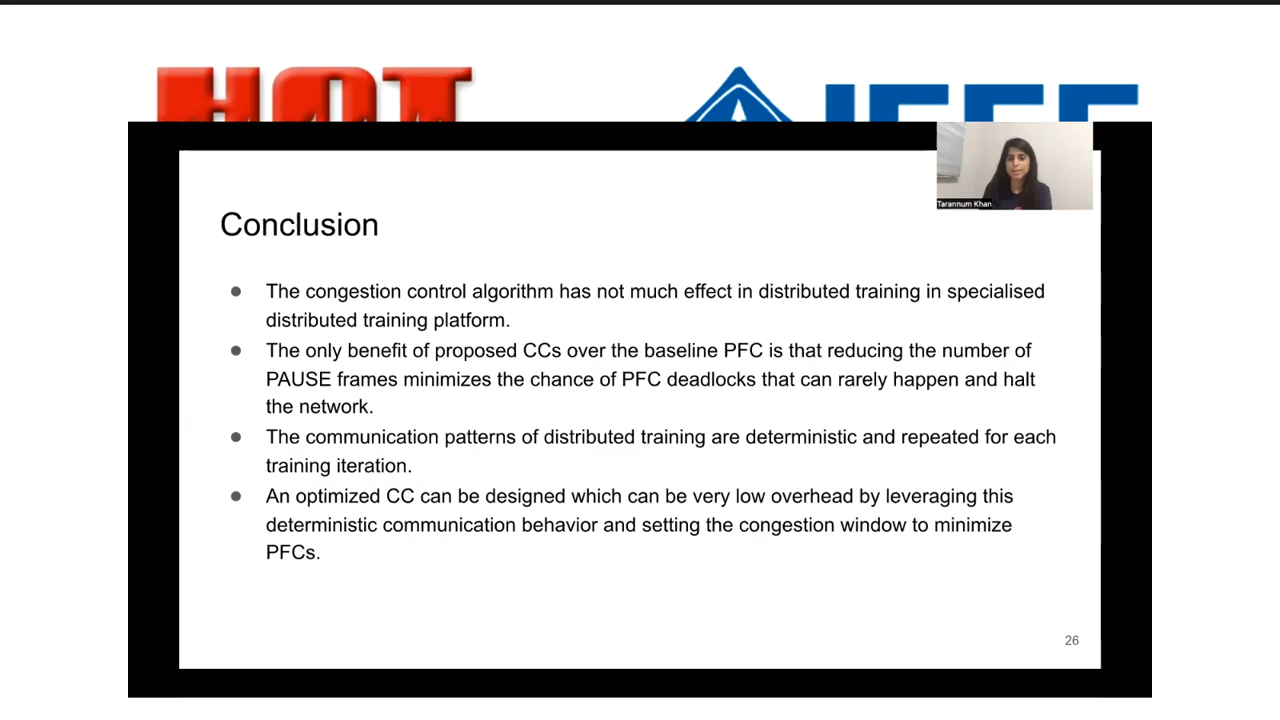 HOT
IEEE
Tarannum Khan
Conclusion
● The congestion control algorithm has not much effect in distributed training in specialised
distributed training platform.
● The only benefit of proposed CCs over the baseline PFC is that reducing the number of
PAUSE frames minimizes the chance of PFC deadlocks that can rarely happen and halt
the network.
● The communication patterns of distributed training are deterministic and repeated for each
training iteration.
● An optimized CC can be designed which can be very low overhead by leveraging this
deterministic communication behavior and setting the congestion window to minimize
PFCs.
26